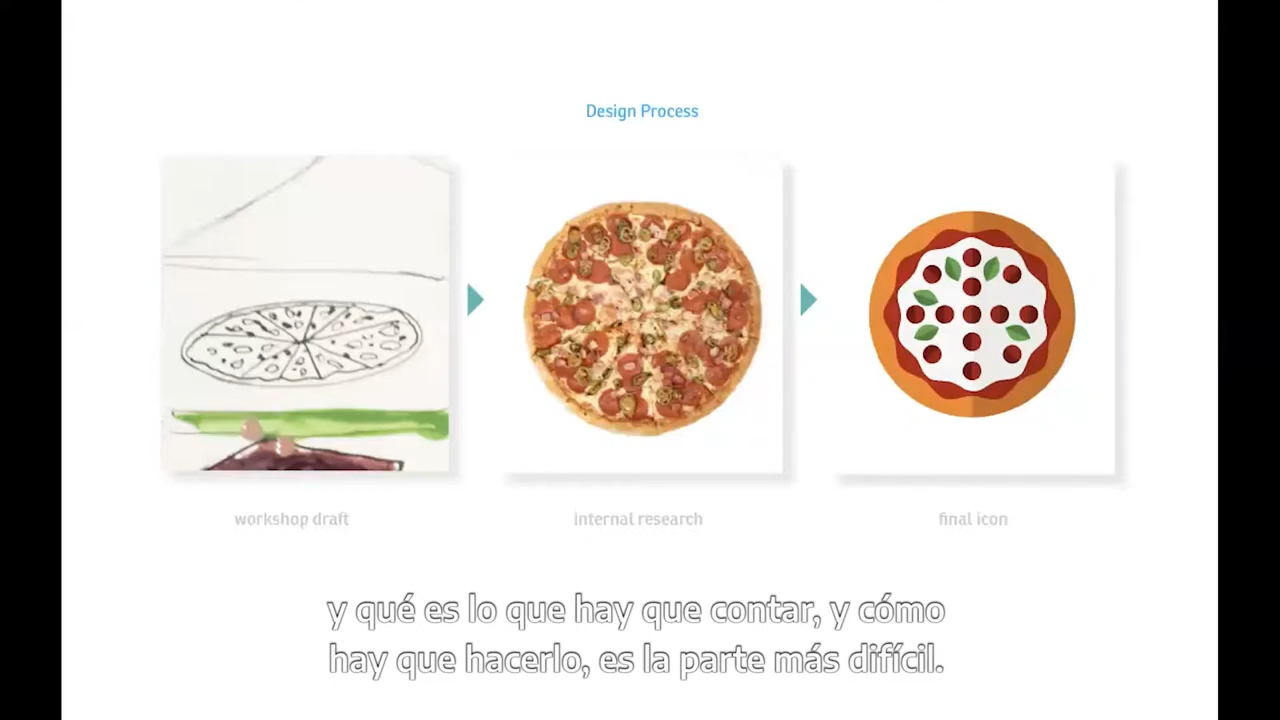 Design Process
workshop draft
internal research
final icon
y qué es lo que hay que contar, y cómo
hay que hacerlo, es la parte más difícil.